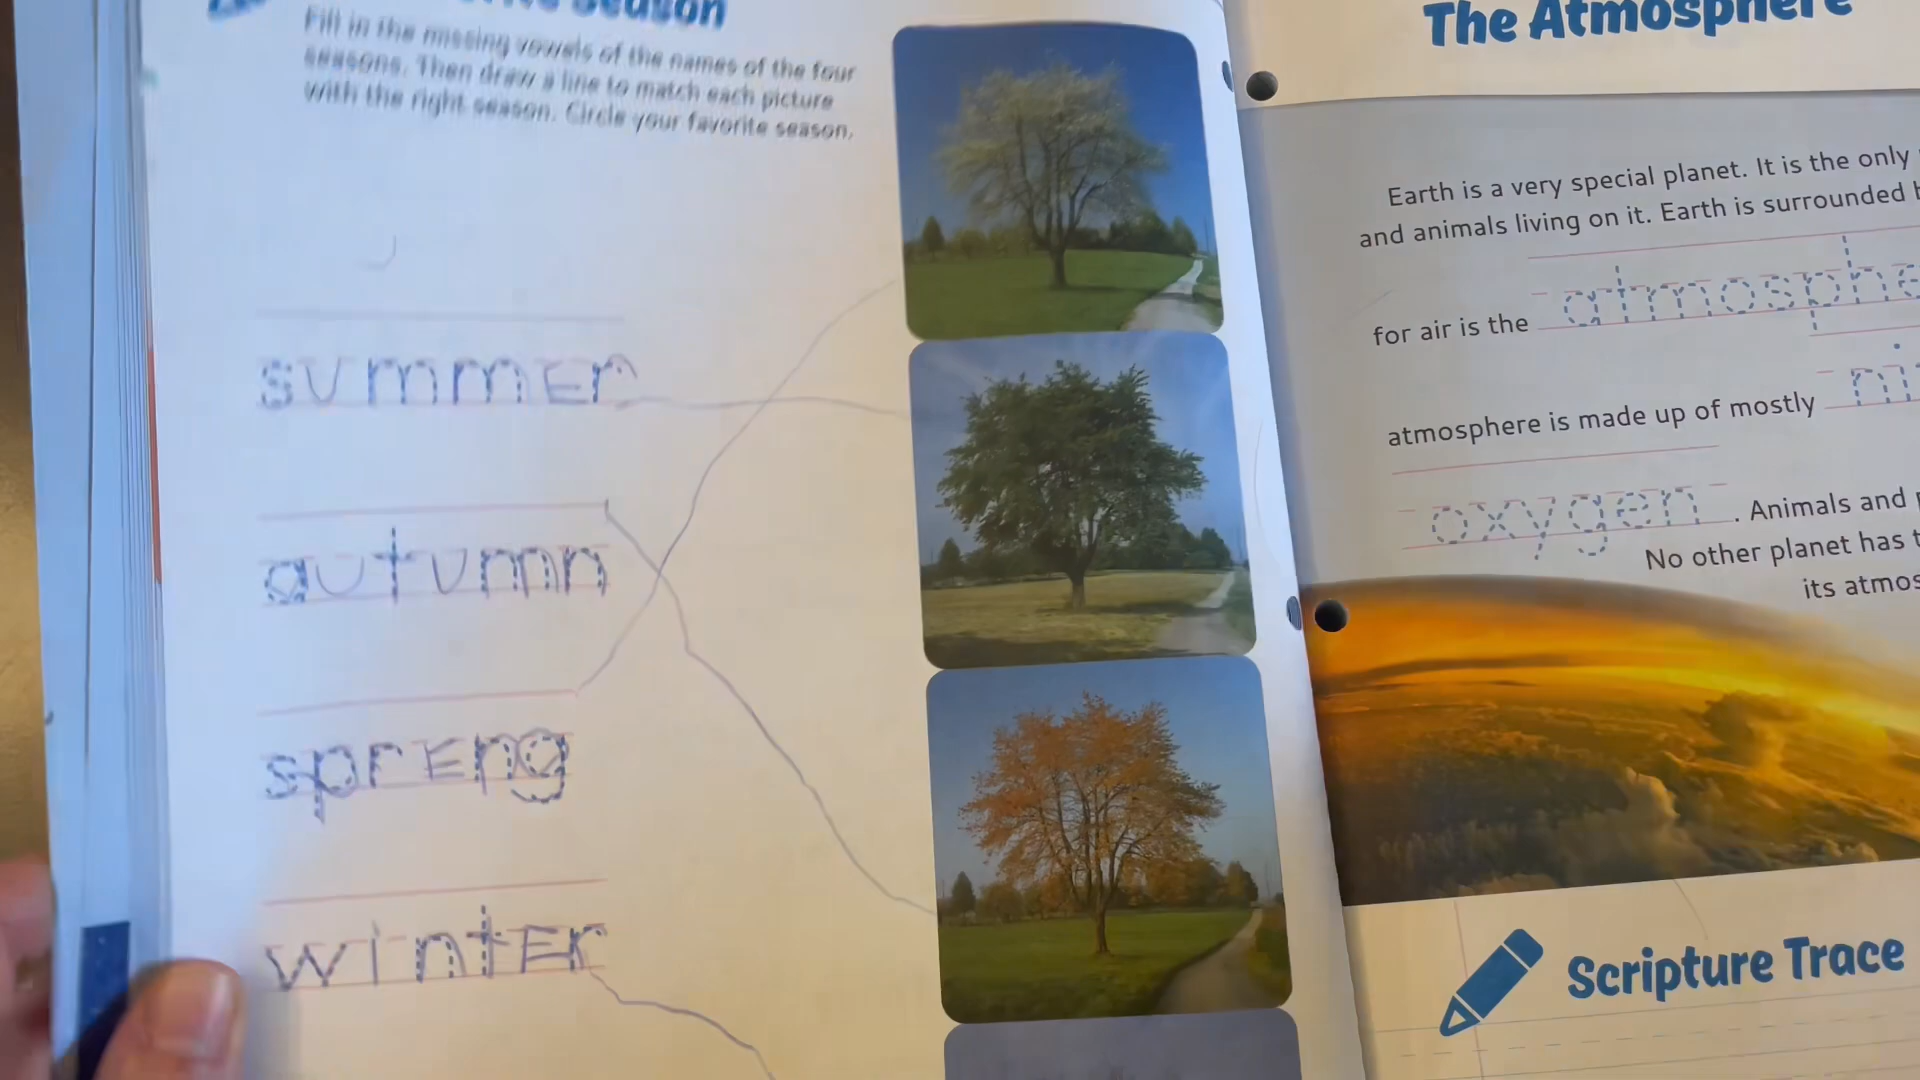 Season
Fill in the missing vowels of the names of the four
seasons. Then draw a line to match each picture
with the right season. Circle your favorite season.
summEr
autumn
sprEng
wintEr
The Atmosphere
Earth is a very special planet. It is the only
and animals living on it. Earth is surrounded
for air is the atmosphe
atmosphere is made up of mostly ni
oxygen. Animals and
No other planet has
its atmos
Scripture Trace